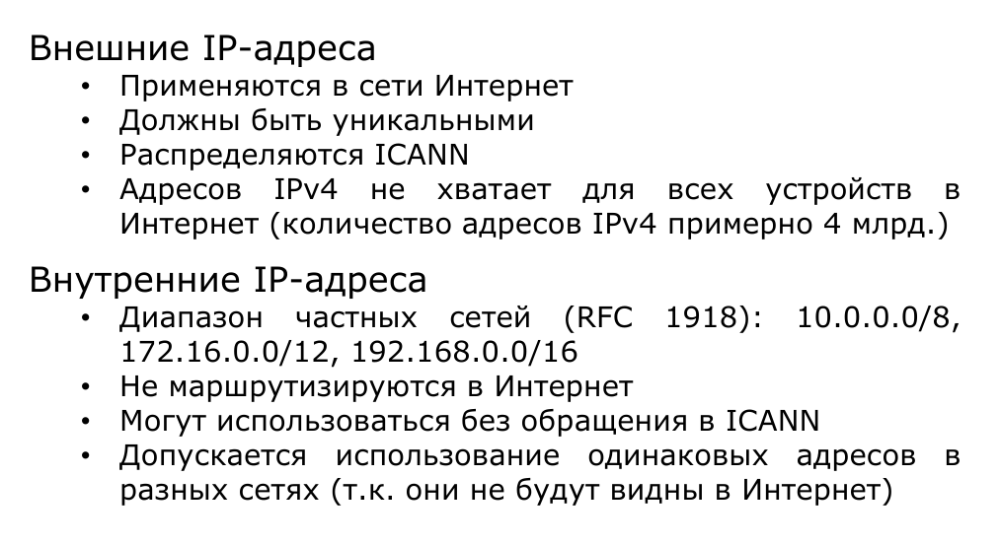 Внешние IP-адреса
• Применяются в сети Интернет
• Должны быть уникальными
• Распределяются ICANN
• Адресов IPv4 не хватает для всех устройств в
Интернет (количество адресов IPv4 примерно 4 млрд.)
Внутренние IP-адреса
• Диапазон частных сетей (RFC 1918): 10.0.0.0/8,
172.16.0.0/12, 192.168.0.0/16
• Не маршрутизируются в Интернет
• Могут использоваться без обращения в ICANN
• Допускается использование одинаковых адресов в
разных сетях (т.к. они не будут видны в Интернет)